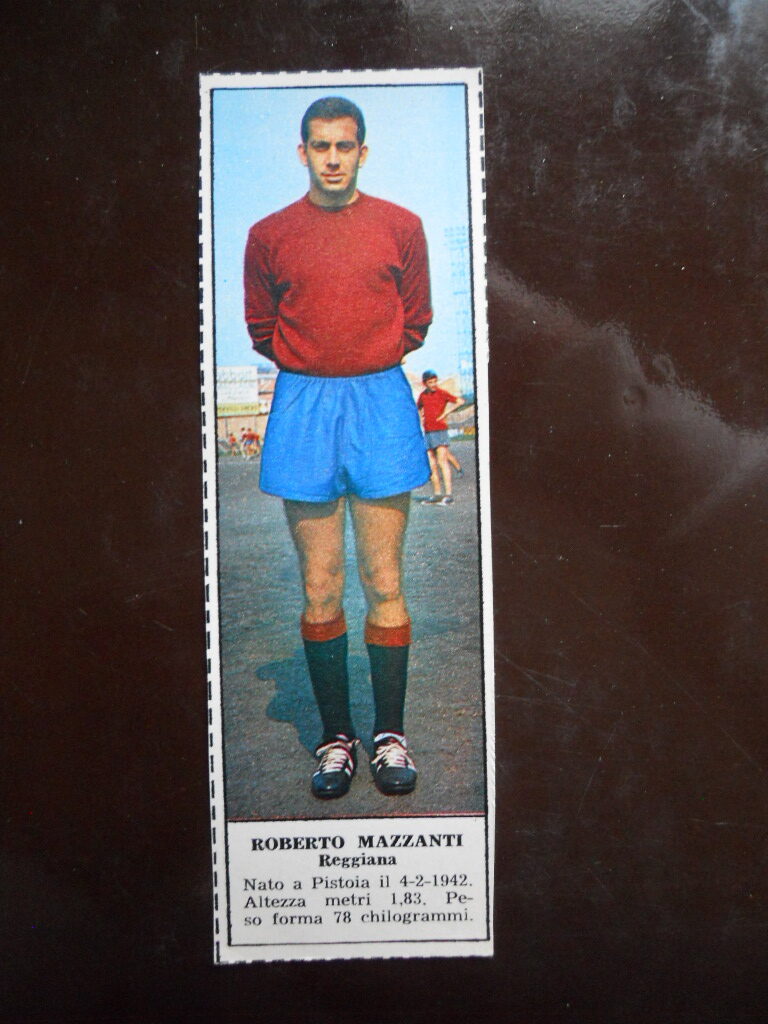 ROBERTO MAZZANTI
Reggiana
Nato a Pistoia il 4-2-1942.
Altezza metri 1,83. Pe-
so forma 78 chilogrammi.